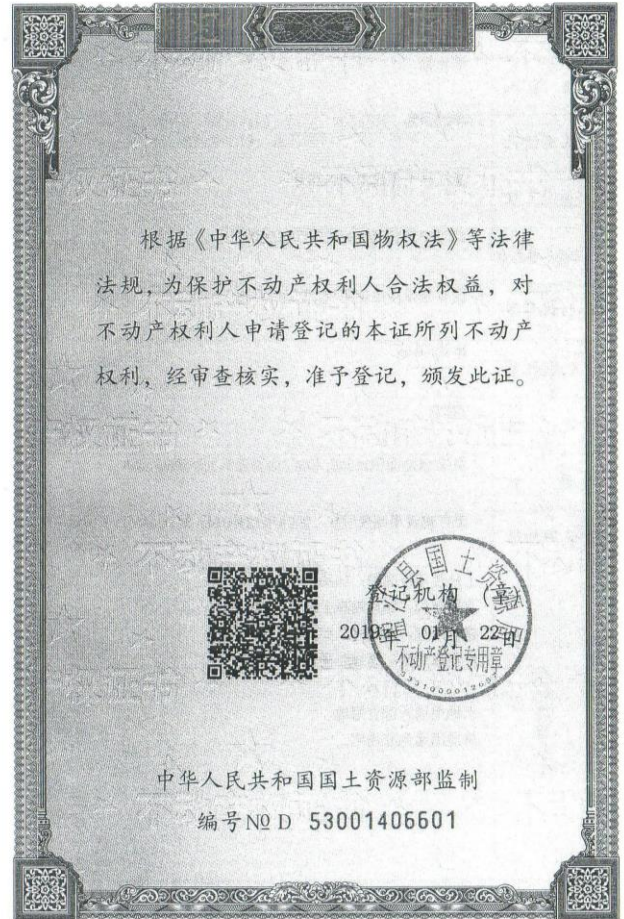 根据《中华人民共和国物权法》等法律
法规，为保护不动产权利人合法权益，对
不动产权利人申请登记的本证所列不动产
权利，经审查核实，准予登记，颁发此证。
县国土资源局
登记机构（章）
2019年 01月 22日
不动产登记专用章
中华人民共和国国土资源部监制
编号 № D 53001406601